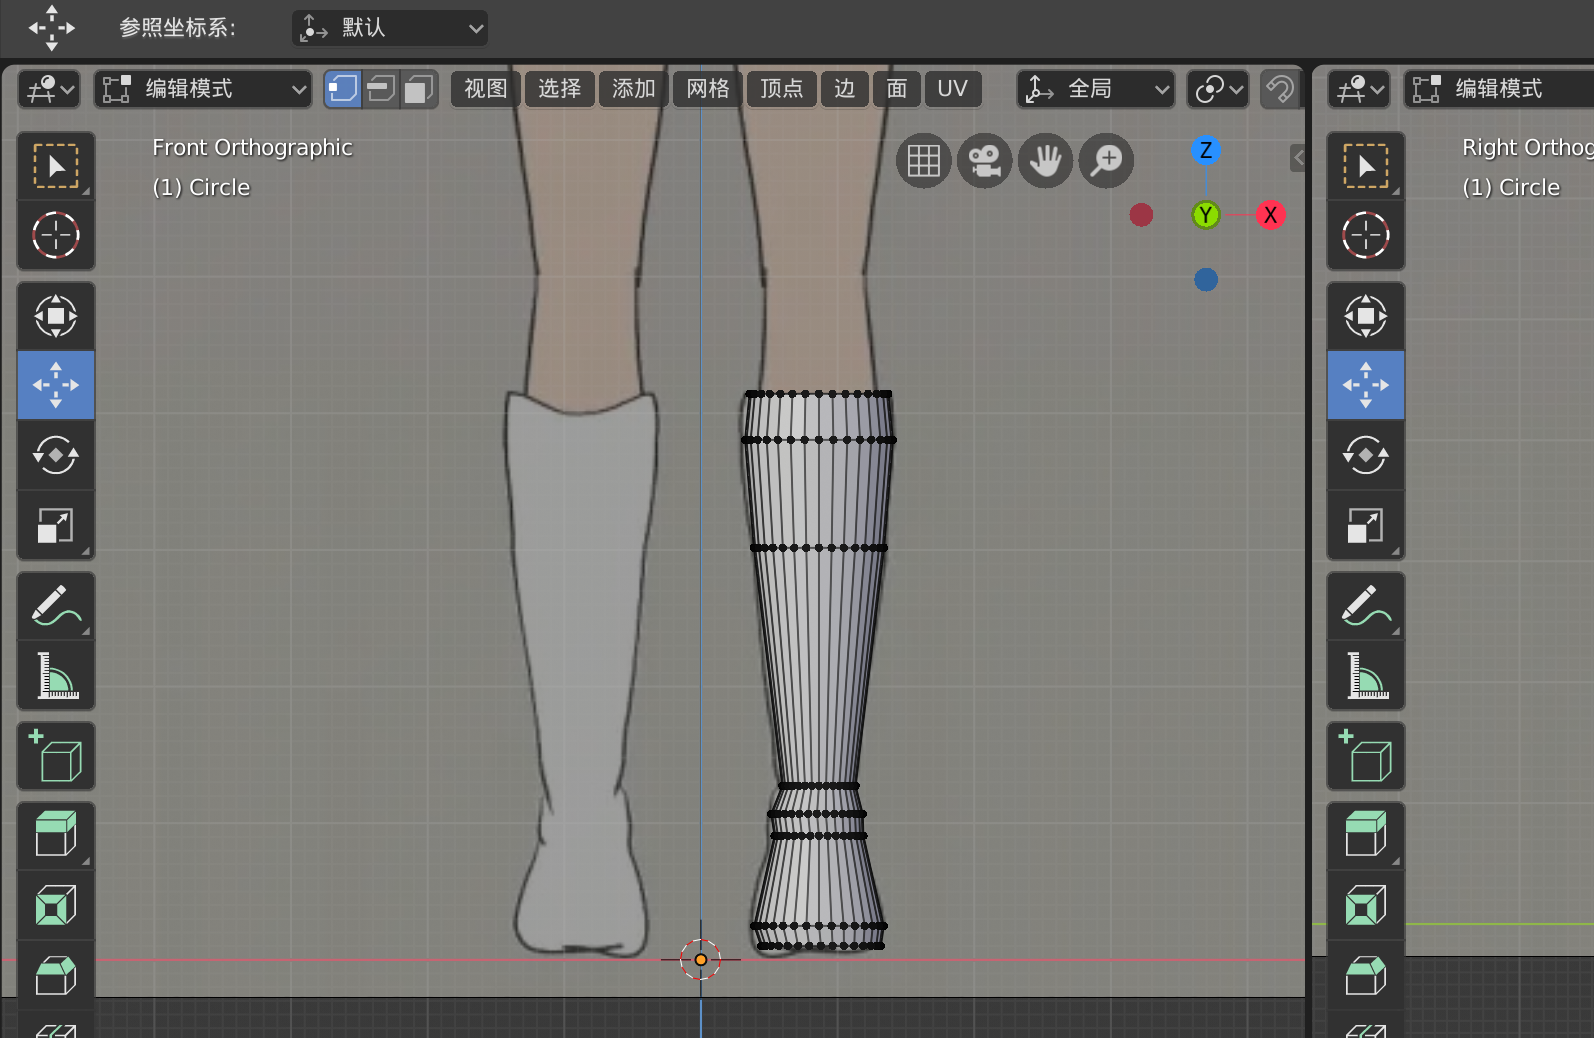 参照坐标系: 默认
编辑模式 视图 选择 添加 网格 顶点 边 面 UV 全局 编辑模式
Front Orthographic
(1) Circle
Z
Y X
Right Orthog
(1) Circle